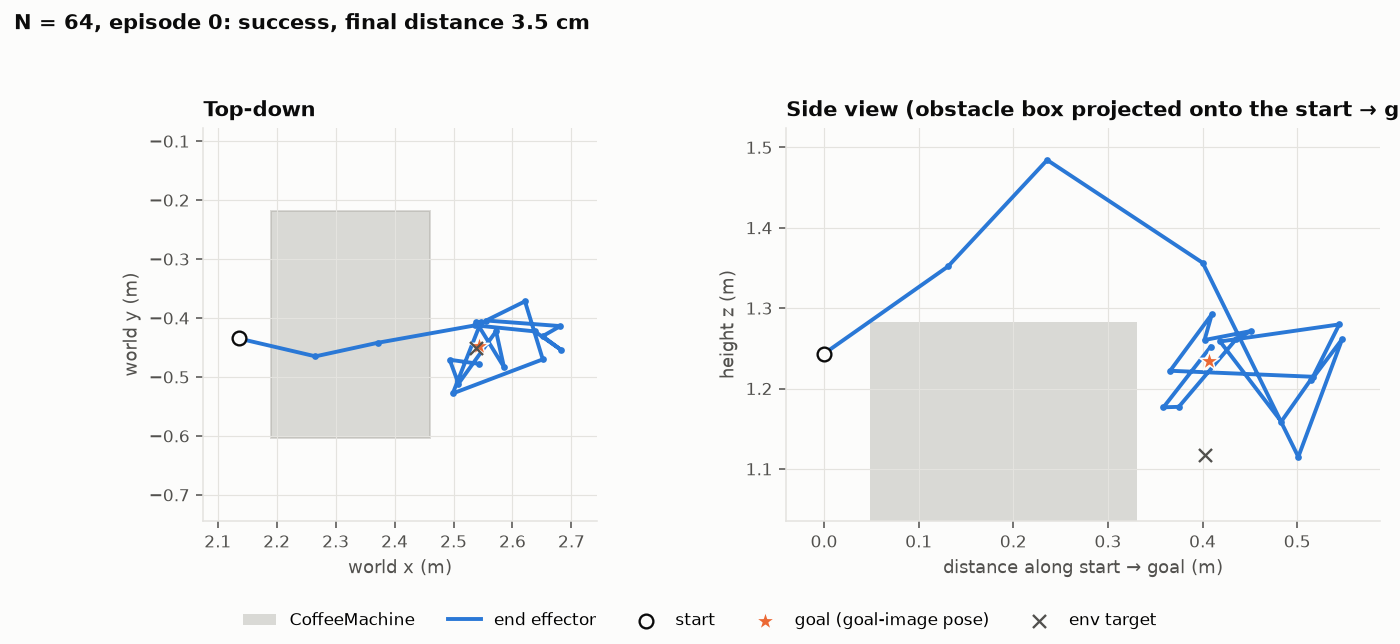 N = 64, episode 0: success, final distance 3.5 cm
Top-down
−0.1
−0.2
−0.3
−0.4
−0.5
−0.6
−0.7
world y (m)
2.1 2.2 2.3 2.4 2.5 2.6 2.7
world x (m)
Side view (obstacle box projected onto the start → g
1.5
1.4
1.3
1.2
1.1
height z (m)
0.0 0.1 0.2 0.3 0.4 0.5
distance along start → goal (m)
CoffeeMachine end effector start goal (goal-image pose) env target